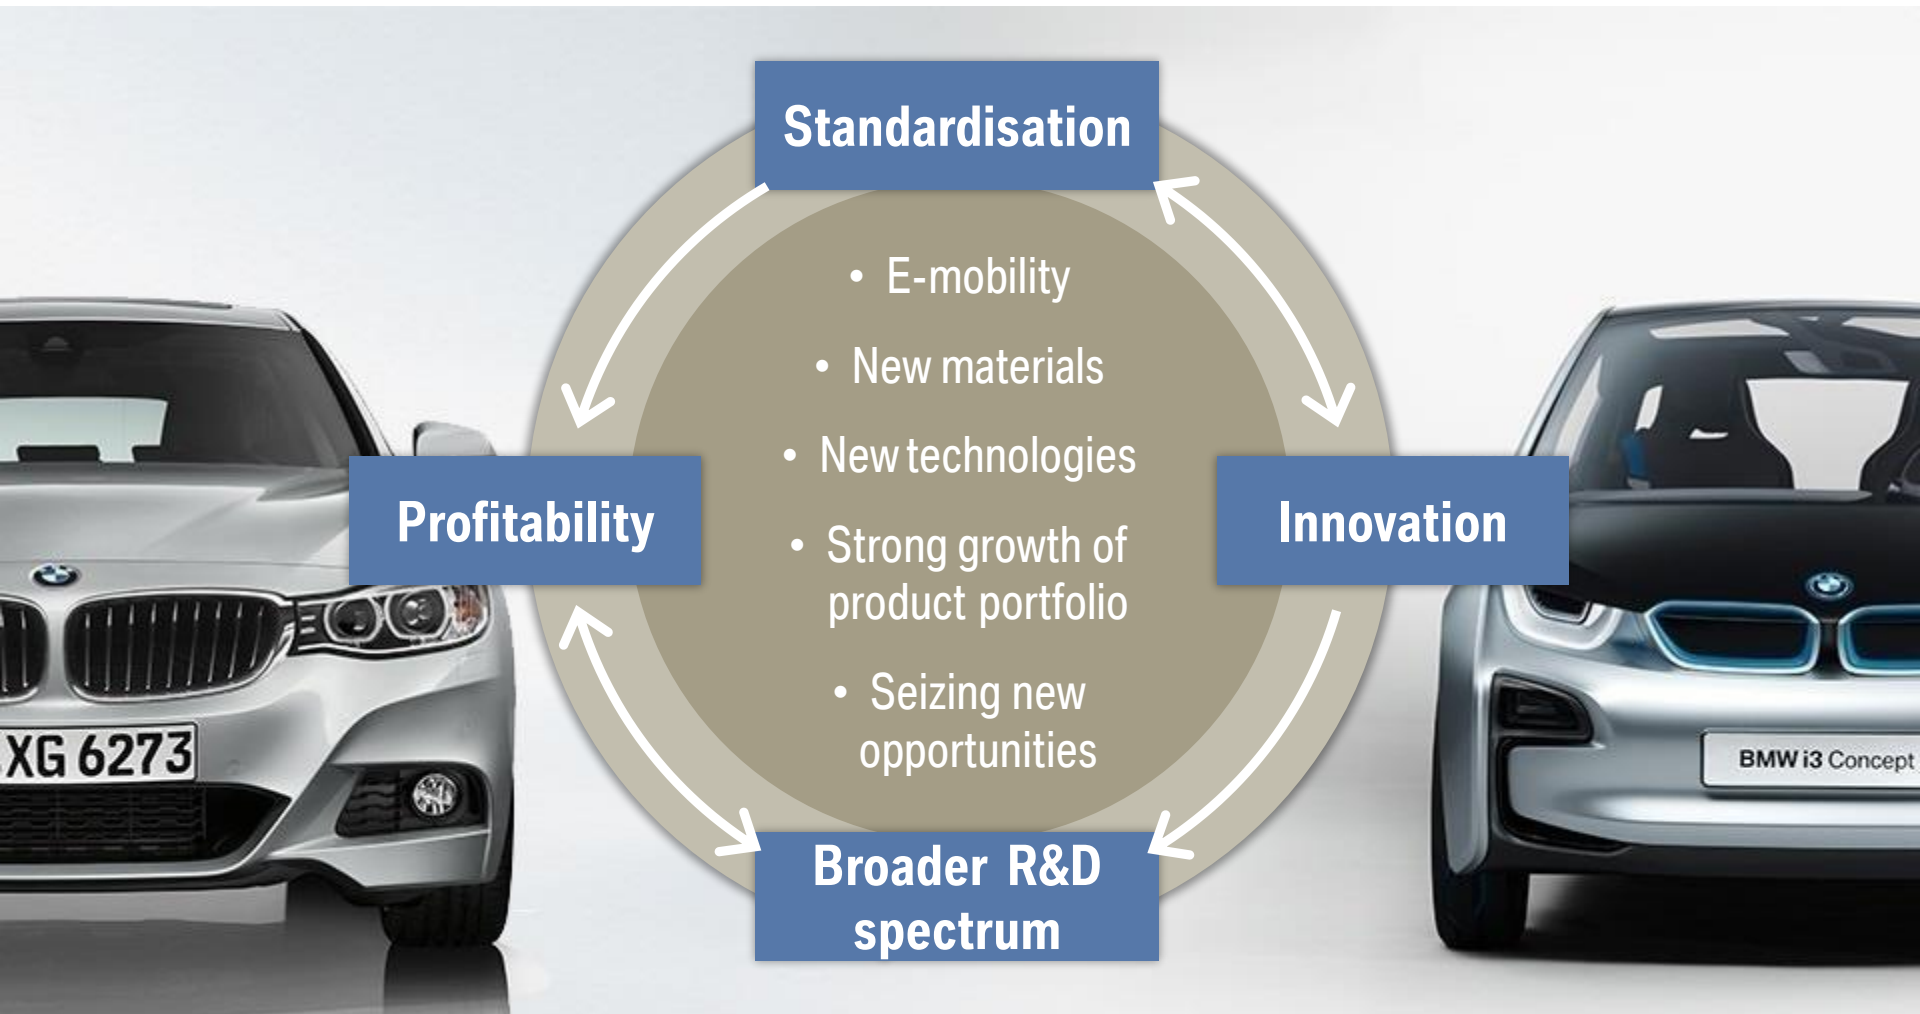 Standardisation
• E-mobility
• New materials
• New technologies
Profitability
Innovation
• Strong growth of
product portfolio
• Seizing new
opportunities
XG 6273
BMW i3 Concept
Broader R&D
spectrum